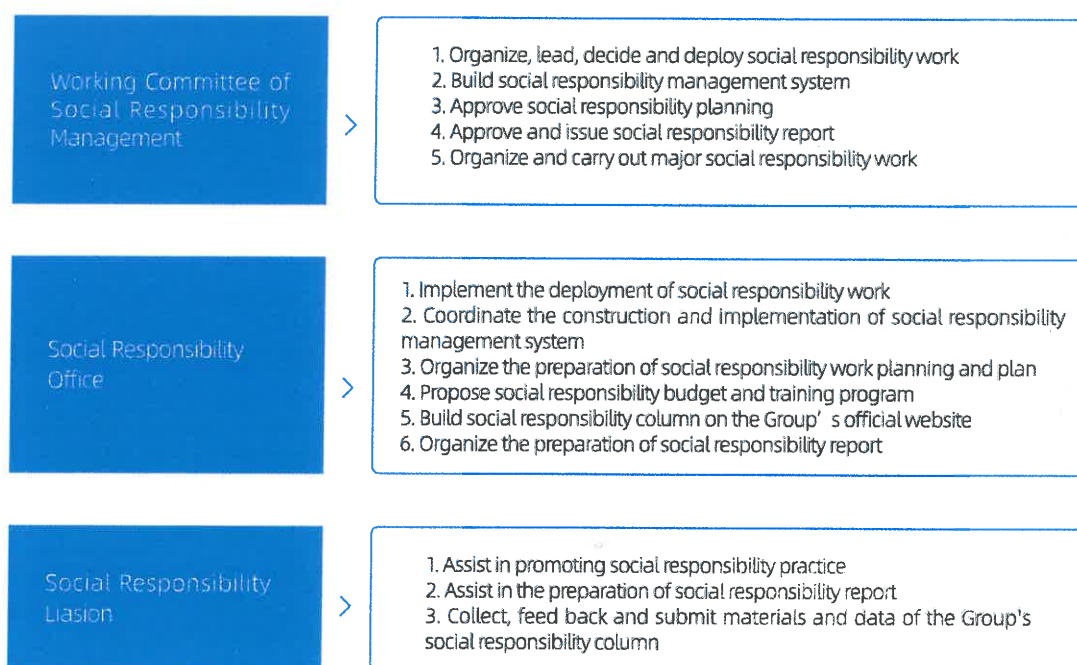 Working Committee of
Social Responsibility
Management
1. Organize, lead, decide and deploy social responsibility work
2. Build social responsibility management system
3. Approve social responsibility planning
4. Approve and issue social responsibility report
5. Organize and carry out major social responsibility work
Social Responsibility
Office
1. Implement the deployment of social responsibility work
2. Coordinate the construction and implementation of social responsibility
management system
3. Organize the preparation of social responsibility work planning and plan
4. Propose social responsibility budget and training program
5. Build social responsibility column on the Group’ s official website
6. Organize the preparation of social responsibility report
Social Responsibility
Liasion
1. Assist in promoting social responsibility practice
2. Assist in the preparation of social responsibility report
3. Collect, feed back and submit materials and data of the Group's
social responsibility column